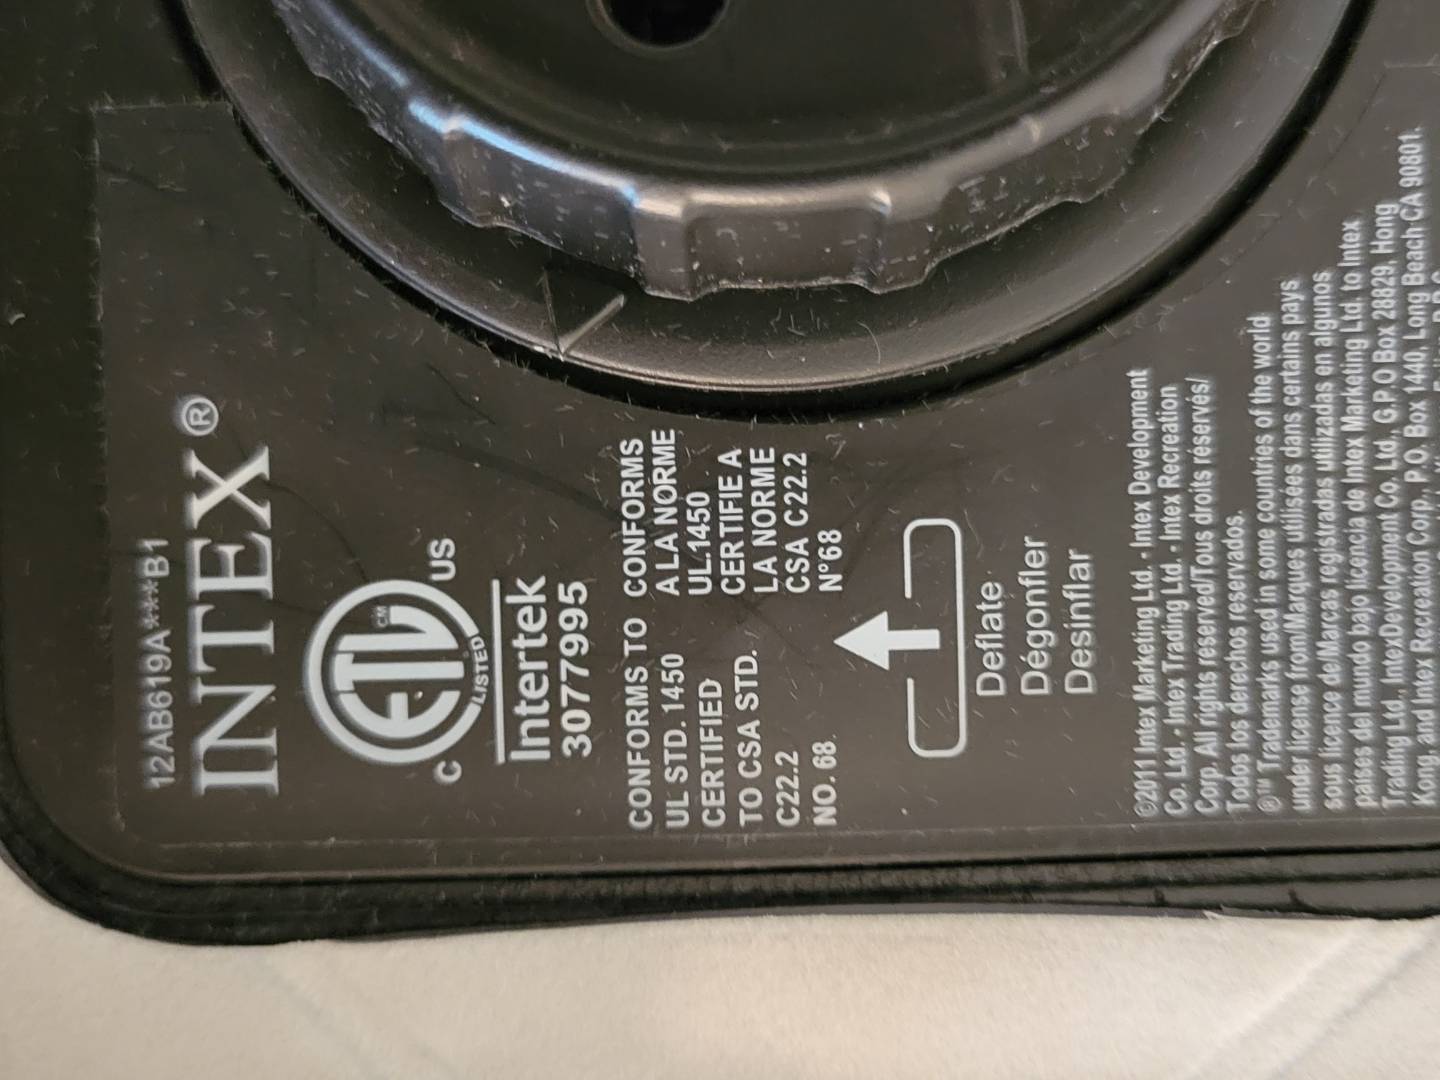 12AB619A***B1
INTEX®
ETL CM
LISTED
C US
Intertek
3077995
CONFORMS TO
UL STD. 1450
CERTIFIED
TO CSA STD.
C22.2
NO. 68
CONFORMS
A LA NORME
UL1450
CERTIFIE A
LA NORME
CSA C22.2
N°68
Deflate
Dégonfler
Desinflar
©2011 Intex Marketing Ltd. - Intex Development
Co. Ltd. - Intex Trading Ltd. - Intex Recreation
Corp. All rights reserved/Tous droits réservés/
Todos los derechos reservados.
®™ Trademarks used in some countries of the world
under license from/Marques utilisées dans certains pays
sous licence de/Marcas registradas utilizadas en algunos
países del mundo bajo licencia de Intex Marketing Ltd. to Intex
Trading Ltd., Intex Development Co. Ltd., G.P.O Box 28829, Hong
Kong, and Intex Recreation Corp., P.O. Box 1440, Long Beach CA 90801.